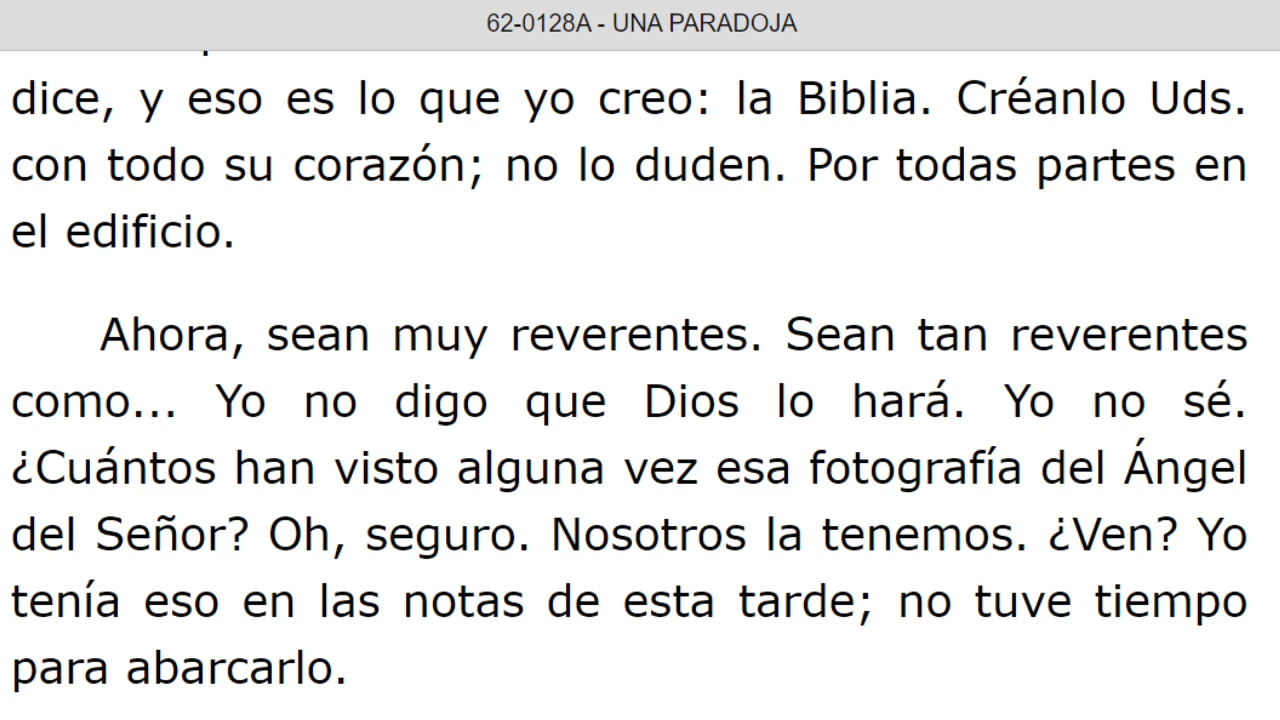 62-0128A - UNA PARADOJA
dice, y eso es lo que yo creo: la Biblia. Créanlo Uds.
con todo su corazón; no lo duden. Por todas partes en
el edificio.
Ahora, sean muy reverentes. Sean tan reverentes
como... Yo no digo que Dios lo hará. Yo no sé.
¿Cuántos han visto alguna vez esa fotografía del Ángel
del Señor? Oh, seguro. Nosotros la tenemos. ¿Ven? Yo
tenía eso en las notas de esta tarde; no tuve tiempo
para abarcarlo.